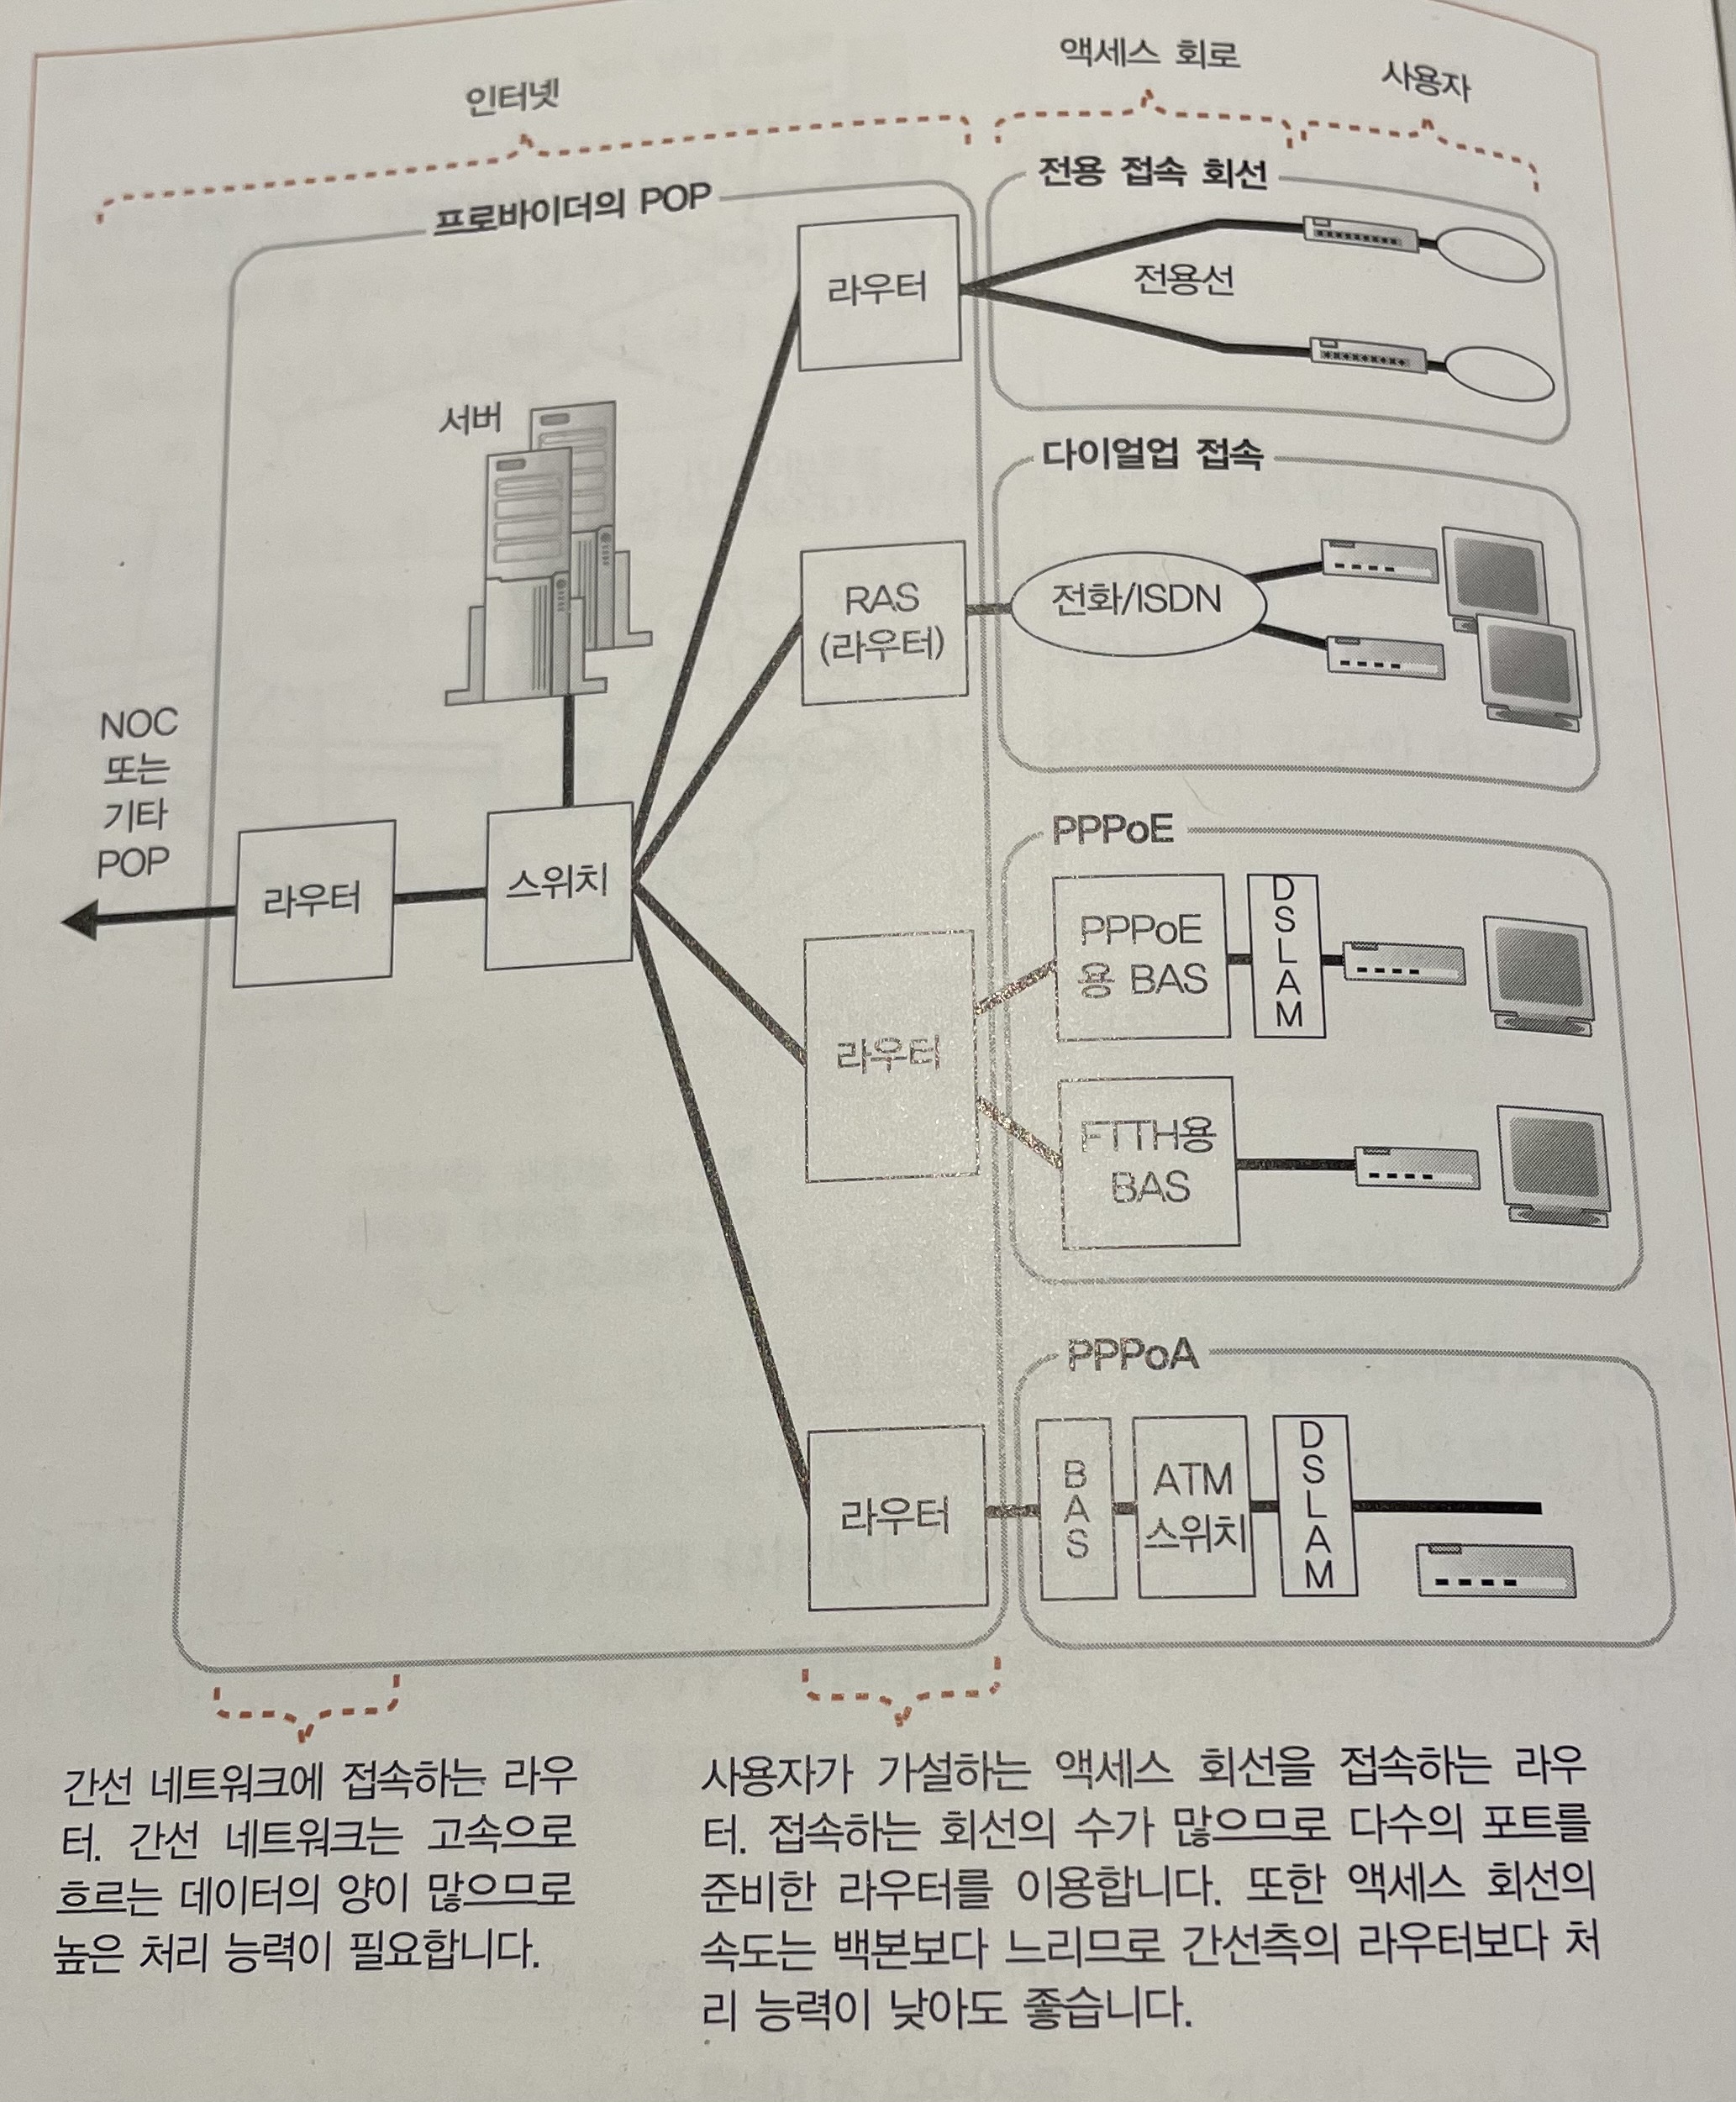 인터넷
액세스 회로
사용자
프로바이더의 POP
전용 접속 회선
라우터
전용선
서버
다이얼업 접속
RAS
(라우터)
전화/ISDN
NOC
또는
기타
POP
라우터
스위치
PPPoE
PPPoE
용 BAS
DSLAM
라우터
FTTH용
BAS
PPPoA
라우터
BAS
ATM
스위치
DSLAM
간선 네트워크에 접속하는 라우
터. 간선 네트워크는 고속으로
흐르는 데이터의 양이 많으므로
높은 처리 능력이 필요합니다.
사용자가 가설하는 액세스 회선을 접속하는 라우
터. 접속하는 회선의 수가 많으므로 다수의 포트를
준비한 라우터를 이용합니다. 또한 액세스 회선의
속도는 백본보다 느리므로 간선측의 라우터보다 처
리 능력이 낮아도 좋습니다.